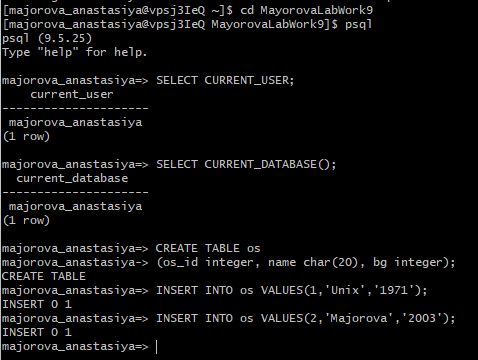 [majorova_anastasiya@vpsj3IeQ ~]$ cd MayorovaLabWork9
[majorova_anastasiya@vpsj3IeQ MayorovaLabWork9]$ psql
psql (9.5.25)
Type "help" for help.

majorova_anastasiya=> SELECT CURRENT_USER;
    current_user
---------------------
 majorova_anastasiya
(1 row)

majorova_anastasiya=> SELECT CURRENT_DATABASE();
  current_database
---------------------
 majorova_anastasiya
(1 row)

majorova_anastasiya=> CREATE TABLE os
majorova_anastasiya-> (os_id integer, name char(20), bg integer);
CREATE TABLE
majorova_anastasiya=> INSERT INTO os VALUES(1,'Unix','1971');
INSERT 0 1
majorova_anastasiya=> INSERT INTO os VALUES(2,'Majorova','2003');
INSERT 0 1
majorova_anastasiya=>